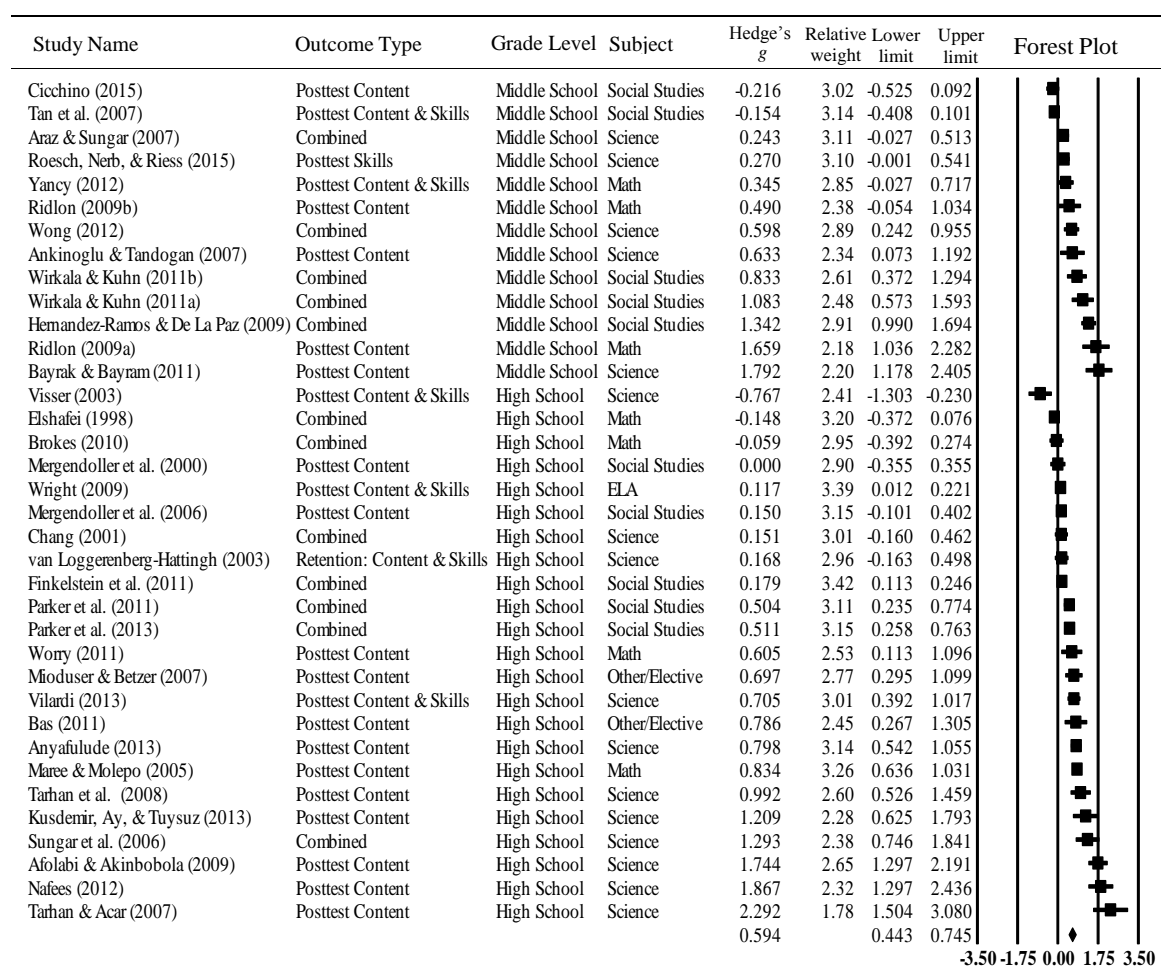 Study Name Outcome Type Grade Level Subject Hedge's g Relative weight Lower limit Upper limit Forest Plot
Cicchino (2015) Posttest Content Middle School Social Studies -0.216 3.02 -0.525 0.092
Tan et al. (2007) Posttest Content & Skills Middle School Social Studies -0.154 3.14 -0.408 0.101
Araz & Sungar (2007) Combined Middle School Science 0.243 3.11 -0.027 0.513
Roesch, Nerb, & Riess (2015) Posttest Skills Middle School Science 0.270 3.10 -0.001 0.541
Yancy (2012) Posttest Content & Skills Middle School Math 0.345 2.85 -0.027 0.717
Ridlon (2009b) Posttest Content Middle School Math 0.490 2.38 -0.054 1.034
Wong (2012) Combined Middle School Science 0.598 2.89 0.242 0.955
Ankinoglu & Tandogan (2007) Posttest Content Middle School Science 0.633 2.34 0.073 1.192
Wirkala & Kuhn (2011b) Combined Middle School Social Studies 0.833 2.61 0.372 1.294
Wirkala & Kuhn (2011a) Combined Middle School Social Studies 1.083 2.48 0.573 1.593
Hernandez-Ramos & De La Paz (2009) Combined Middle School Social Studies 1.342 2.91 0.990 1.694
Ridlon (2009a) Posttest Content Middle School Math 1.659 2.18 1.036 2.282
Bayrak & Bayram (2011) Posttest Content Middle School Science 1.792 2.20 1.178 2.405
Visser (2003) Posttest Content & Skills High School Science -0.767 2.41 -1.303 -0.230
Elshafei (1998) Combined High School Math -0.148 3.20 -0.372 0.076
Brokes (2010) Combined High School Math -0.059 2.95 -0.392 0.274
Mergendoller et al. (2000) Posttest Content High School Social Studies 0.000 2.90 -0.355 0.355
Wright (2009) Posttest Content & Skills High School ELA 0.117 3.39 0.012 0.221
Mergendoller et al. (2006) Posttest Content High School Social Studies 0.150 3.15 -0.101 0.402
Chang (2001) Combined High School Science 0.151 3.01 -0.160 0.462
van Loggerenberg-Hattingh (2003) Retention: Content & Skills High School Science 0.168 2.96 -0.163 0.498
Finkelstein et al. (2011) Combined High School Social Studies 0.179 3.42 0.113 0.246
Parker et al. (2011) Combined High School Social Studies 0.504 3.11 0.235 0.774
Parker et al. (2013) Combined High School Social Studies 0.511 3.15 0.258 0.763
Worry (2011) Posttest Content High School Math 0.605 2.53 0.113 1.096
Mioduser & Betzer (2007) Posttest Content High School Other/Elective 0.697 2.77 0.295 1.099
Vilardi (2013) Posttest Content & Skills High School Science 0.705 3.01 0.392 1.017
Bas (2011) Posttest Content High School Other/Elective 0.786 2.45 0.267 1.305
Anyafulude (2013) Posttest Content High School Science 0.798 3.14 0.542 1.055
Maree & Molepo (2005) Posttest Content High School Math 0.834 3.26 0.636 1.031
Tarhan et al. (2008) Posttest Content High School Science 0.992 2.60 0.526 1.459
Kusdemir, Ay, & Tuysuz (2013) Posttest Content High School Science 1.209 2.28 0.625 1.793
Sungar et al. (2006) Combined High School Science 1.293 2.38 0.746 1.841
Afolabi & Akinbobola (2009) Posttest Content High School Science 1.744 2.65 1.297 2.191
Nafees (2012) Posttest Content High School Science 1.867 2.32 1.297 2.436
Tarhan & Acar (2007) Posttest Content High School Science 2.292 1.78 1.504 3.080
0.594 0.443 0.745
-3.50 -1.75 0.00 1.75 3.50